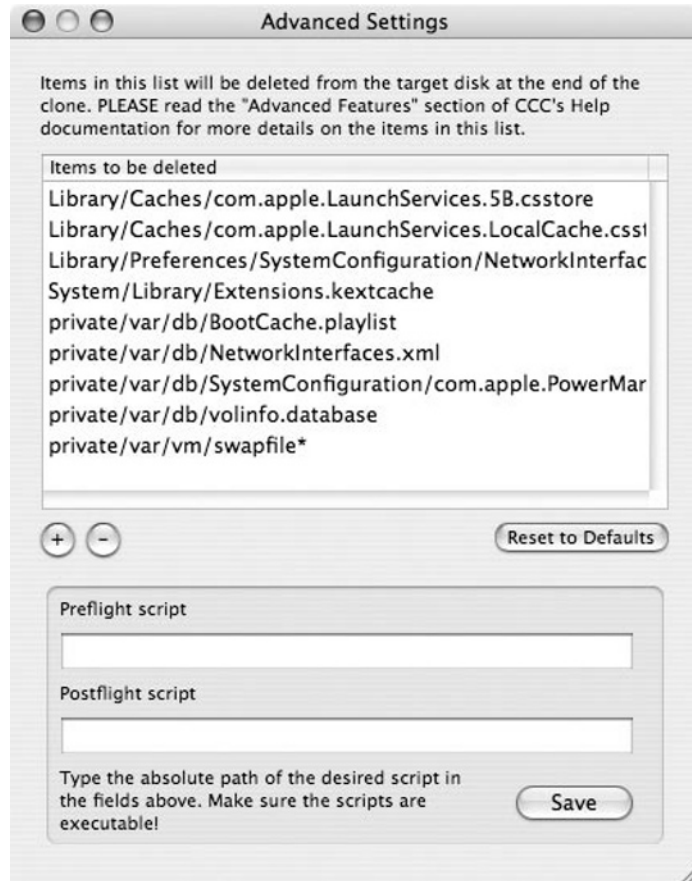 Advanced Settings
Items in this list will be deleted from the target disk at the end of the
clone. PLEASE read the "Advanced Features" section of CCC's Help
documentation for more details on the items in this list.
Items to be deleted
Library/Caches/com.apple.LaunchServices.5B.csstore
Library/Caches/com.apple.LaunchServices.LocalCache.csst
Library/Preferences/SystemConfiguration/NetworkInterfac
System/Library/Extensions.kextcache
private/var/db/BootCache.playlist
private/var/db/NetworkInterfaces.xml
private/var/db/SystemConfiguration/com.apple.PowerMar
private/var/db/volinfo.database
private/var/vm/swapfile*
+ - Reset to Defaults
Preflight script
Postflight script
Type the absolute path of the desired script in
the fields above. Make sure the scripts are
executable!
Save